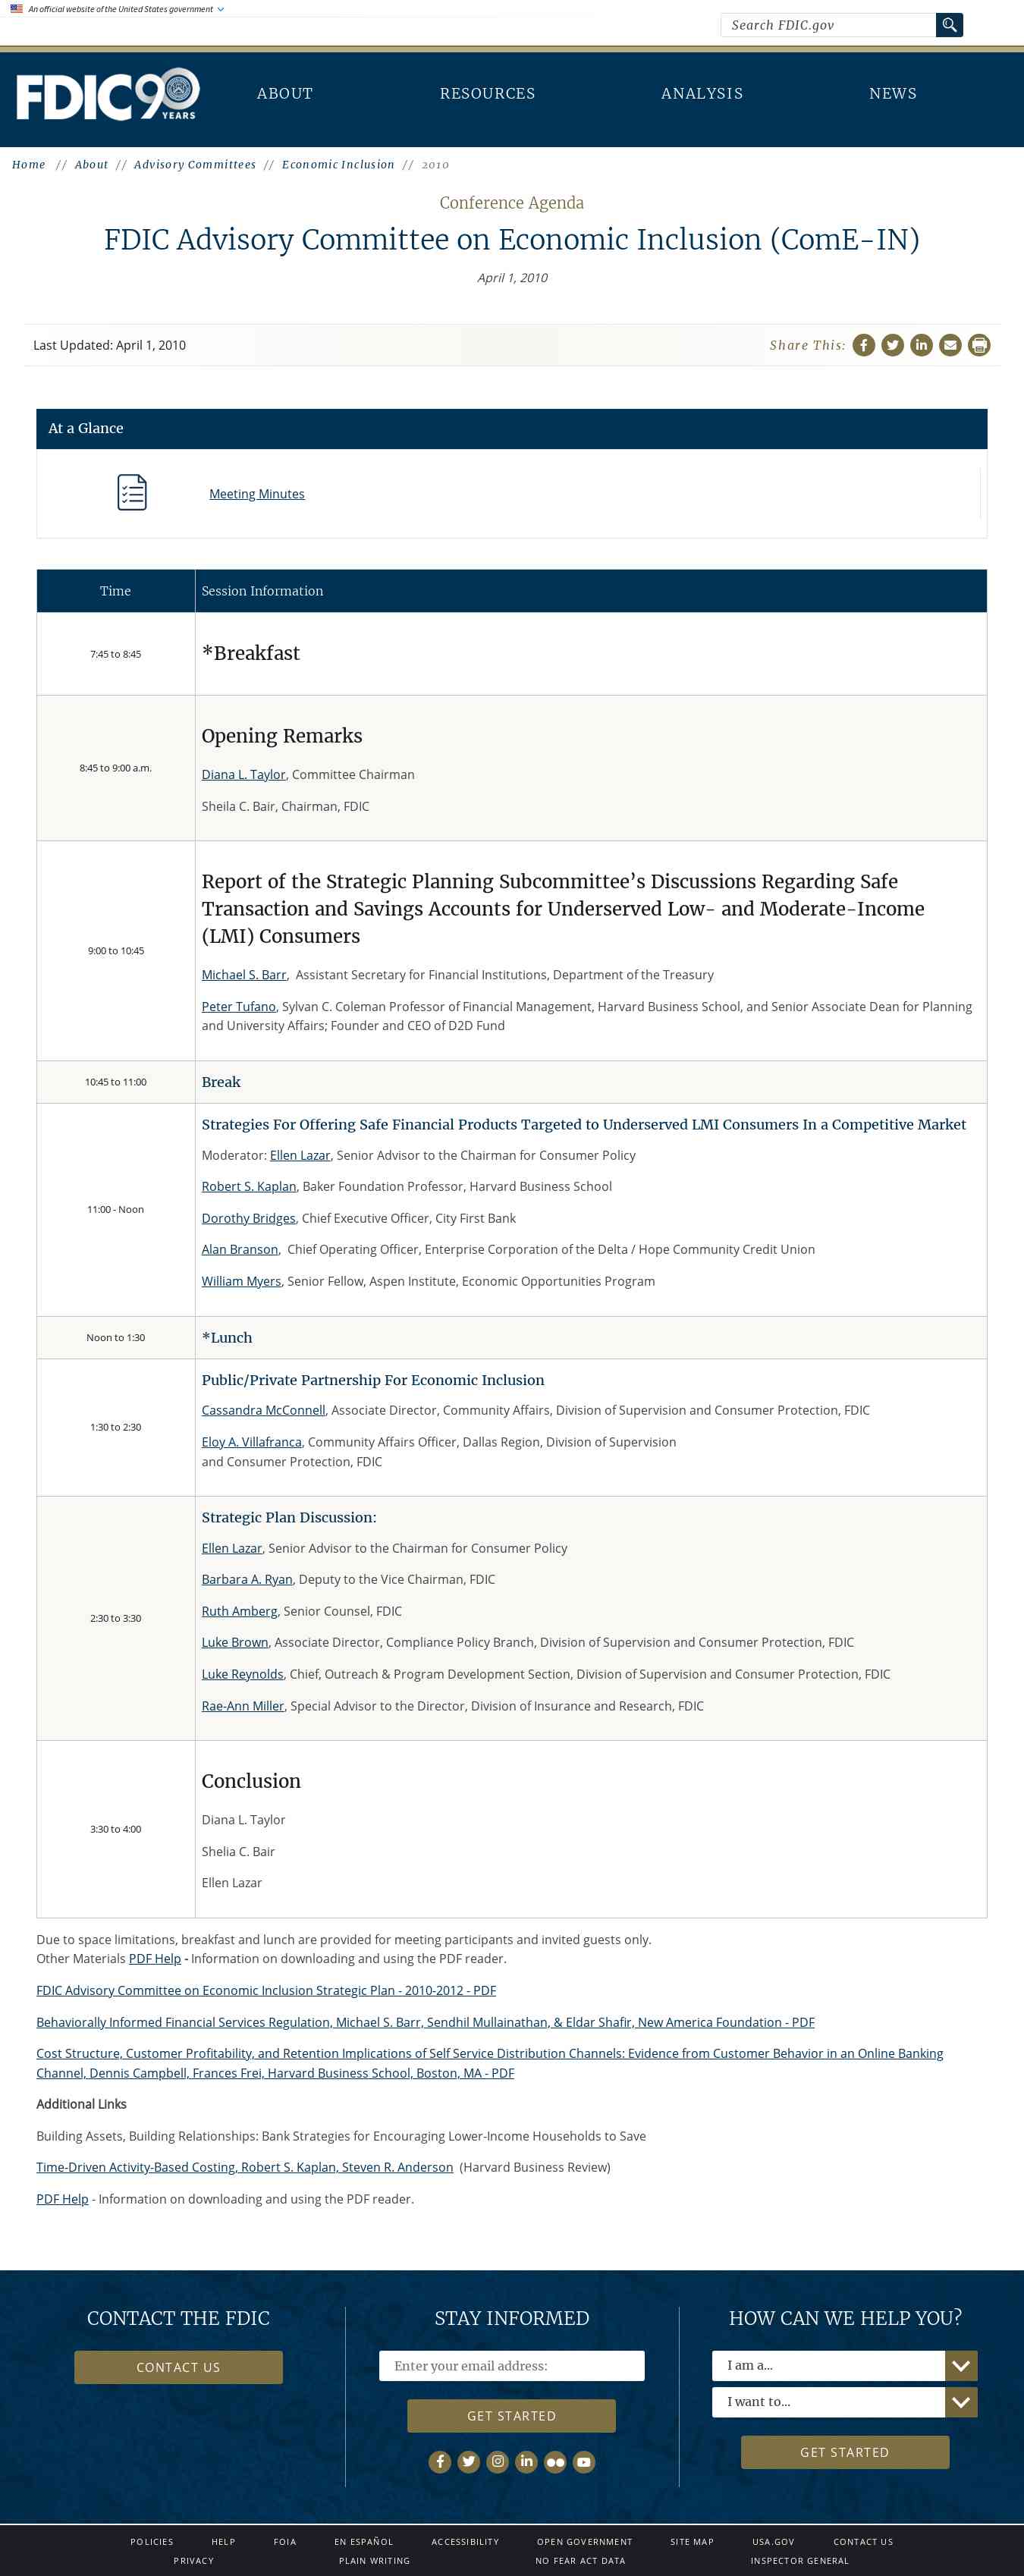 An official website of the United States government
Search FDIC.gov
FDIC 90 YEARS
ABOUT
RESOURCES
ANALYSIS
NEWS
Home // About // Advisory Committees // Economic Inclusion // 2010
Conference Agenda
FDIC Advisory Committee on Economic Inclusion (ComE-IN)
April 1, 2010
Last Updated: April 1, 2010
Share This:
At a Glance
Meeting Minutes
Time
Session Information
7:45 to 8:45
*Breakfast
8:45 to 9:00 a.m.
Opening Remarks
Diana L. Taylor, Committee Chairman
Sheila C. Bair, Chairman, FDIC
9:00 to 10:45
Report of the Strategic Planning Subcommittee’s Discussions Regarding Safe
Transaction and Savings Accounts for Underserved Low- and Moderate-Income
(LMI) Consumers
Michael S. Barr,  Assistant Secretary for Financial Institutions, Department of the Treasury
Peter Tufano, Sylvan C. Coleman Professor of Financial Management, Harvard Business School, and Senior Associate Dean for Planning
and University Affairs; Founder and CEO of D2D Fund
10:45 to 11:00
Break
11:00 - Noon
Strategies For Offering Safe Financial Products Targeted to Underserved LMI Consumers In a Competitive Market
Moderator: Ellen Lazar, Senior Advisor to the Chairman for Consumer Policy
Robert S. Kaplan, Baker Foundation Professor, Harvard Business School
Dorothy Bridges, Chief Executive Officer, City First Bank
Alan Branson,  Chief Operating Officer, Enterprise Corporation of the Delta / Hope Community Credit Union
William Myers, Senior Fellow, Aspen Institute, Economic Opportunities Program
Noon to 1:30
*Lunch
1:30 to 2:30
Public/Private Partnership For Economic Inclusion
Cassandra McConnell, Associate Director, Community Affairs, Division of Supervision and Consumer Protection, FDIC
Eloy A. Villafranca, Community Affairs Officer, Dallas Region, Division of Supervision
and Consumer Protection, FDIC
2:30 to 3:30
Strategic Plan Discussion:
Ellen Lazar, Senior Advisor to the Chairman for Consumer Policy
Barbara A. Ryan, Deputy to the Vice Chairman, FDIC
Ruth Amberg, Senior Counsel, FDIC
Luke Brown, Associate Director, Compliance Policy Branch, Division of Supervision and Consumer Protection, FDIC
Luke Reynolds, Chief, Outreach & Program Development Section, Division of Supervision and Consumer Protection, FDIC
Rae-Ann Miller, Special Advisor to the Director, Division of Insurance and Research, FDIC
3:30 to 4:00
Conclusion
Diana L. Taylor
Shelia C. Bair
Ellen Lazar
Due to space limitations, breakfast and lunch are provided for meeting participants and invited guests only.
Other Materials PDF Help - Information on downloading and using the PDF reader.
FDIC Advisory Committee on Economic Inclusion Strategic Plan - 2010-2012 - PDF
Behaviorally Informed Financial Services Regulation, Michael S. Barr, Sendhil Mullainathan, & Eldar Shafir, New America Foundation - PDF
Cost Structure, Customer Profitability, and Retention Implications of Self Service Distribution Channels: Evidence from Customer Behavior in an Online Banking
Channel, Dennis Campbell, Frances Frei, Harvard Business School, Boston, MA - PDF
Additional Links
Building Assets, Building Relationships: Bank Strategies for Encouraging Lower-Income Households to Save
Time-Driven Activity-Based Costing, Robert S. Kaplan, Steven R. Anderson  (Harvard Business Review)
PDF Help - Information on downloading and using the PDF reader.
CONTACT THE FDIC
CONTACT US
STAY INFORMED
Enter your email address:
GET STARTED
HOW CAN WE HELP YOU?
I am a...
I want to...
GET STARTED
POLICIES
HELP
FOIA
EN ESPAÑOL
ACCESSIBILITY
OPEN GOVERNMENT
SITE MAP
USA.GOV
CONTACT US
PRIVACY
PLAIN WRITING
NO FEAR ACT DATA
INSPECTOR GENERAL